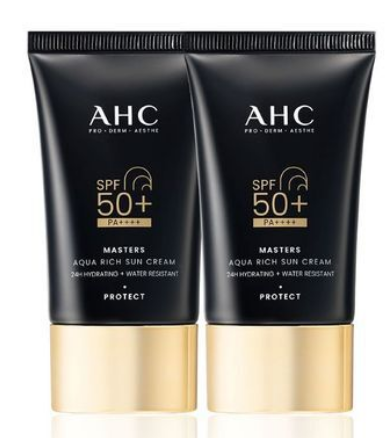 AHC
PRO • DERM • AESTHE
SPF
50+
PA++++
MASTERS
AQUA RICH SUN CREAM
24H HYDRATING + WATER RESISTANT
+
PROTECT
AHC
PRO • DERM • AESTHE
SPF
50+
PA++++
MASTERS
AQUA RICH SUN CREAM
24H HYDRATING + WATER RESISTANT
+
PROTECT